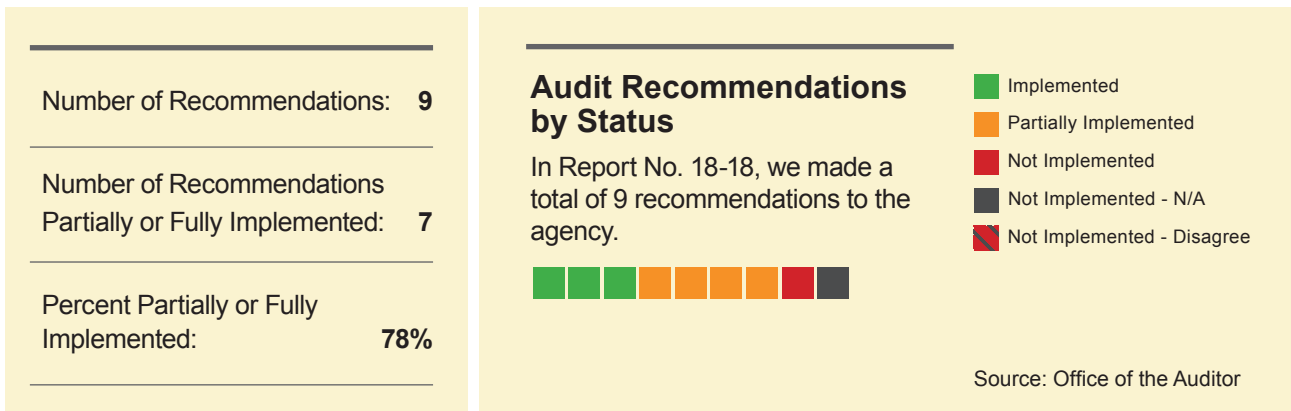 Number of Recommendations: 9
Number of Recommendations
Partially or Fully Implemented: 7
Percent Partially or Fully
Implemented: 78%
Audit Recommendations
by Status
In Report No. 18-18, we made a
total of 9 recommendations to the
agency.
Implemented
Partially Implemented
Not Implemented
Not Implemented - N/A
Not Implemented - Disagree
Source: Office of the Auditor